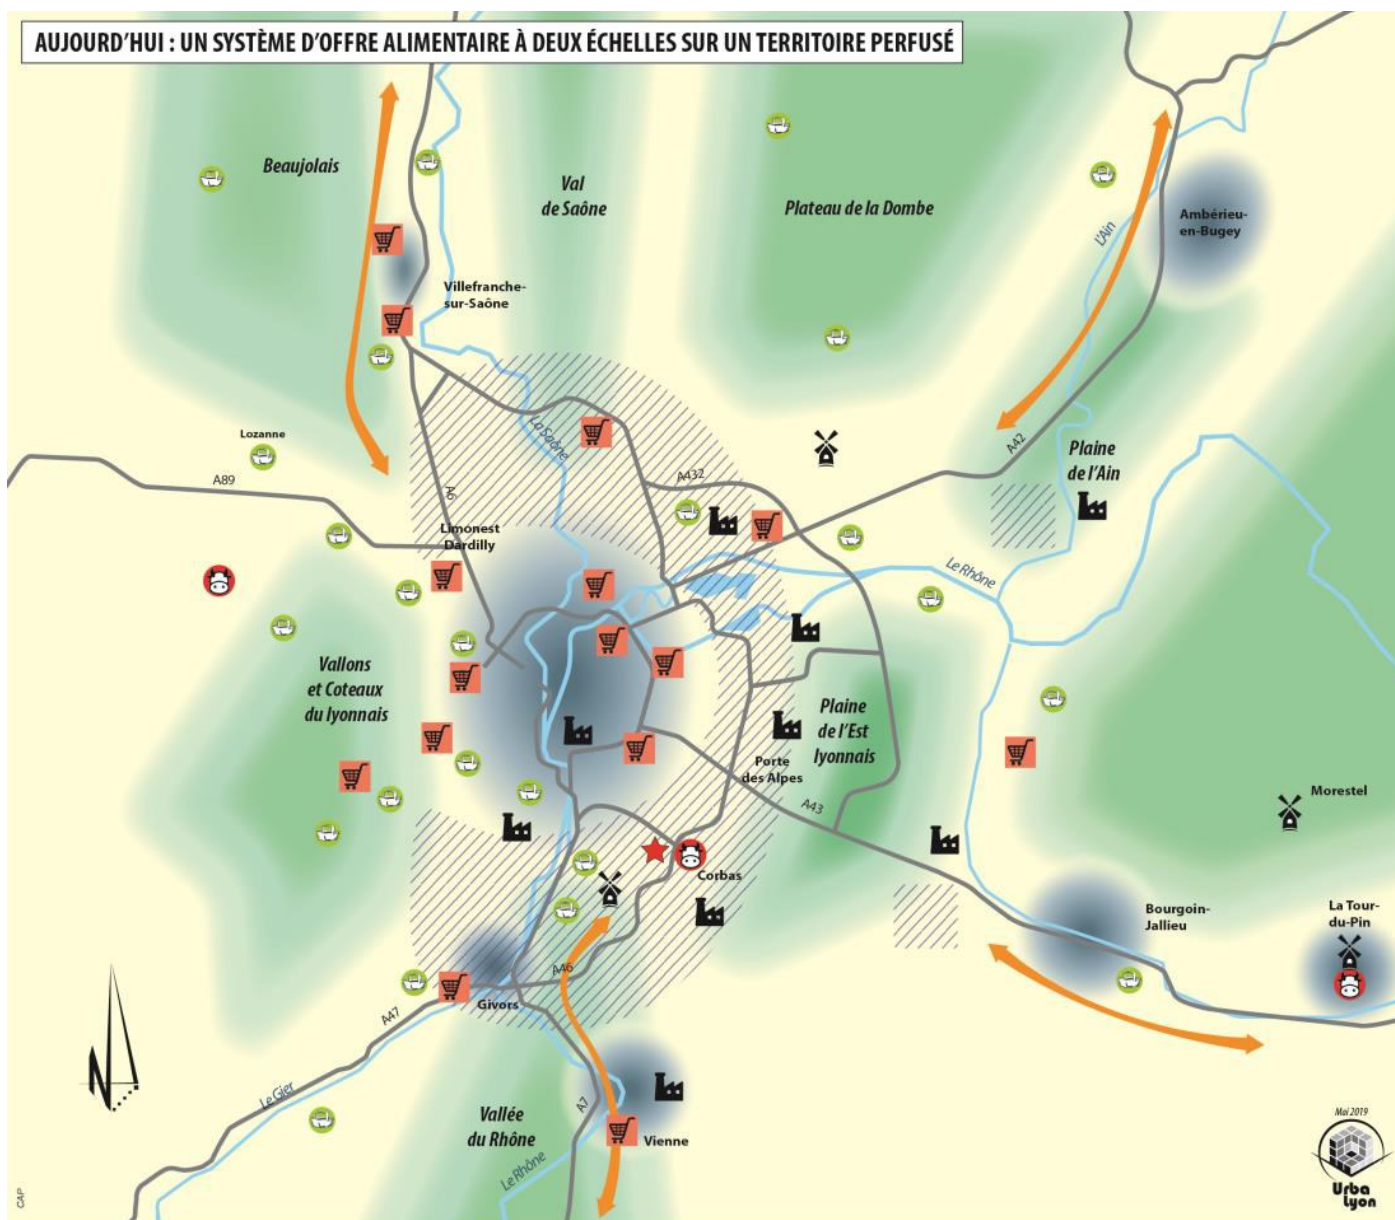 AUJOURD'HUI : UN SYSTÈME D'OFFRE ALIMENTAIRE À DEUX ÉCHELLES SUR UN TERRITOIRE PERFUSÉ
Beaujolais
Val
de Saône
Plateau de la Dombe
Ambérieu-
en-Bugey
L'Ain
Villefranche-
sur-Saône
La Saône
Lozanne
A89
A6
A432
A42
Plaine
de l'Ain
Limonest
Dardilly
Le Rhône
Vallons
et Coteaux
du lyonnais
Plaine
de l'Est
lyonnais
Porte
des Alpes
A43
Morestel
Corbas
Bourgoin-
Jallieu
La Tour-
du-Pin
A46
A47
Givors
N
Le Gier
A7
Vallée
du Rhône
Vienne
Le Rhône
CAP
Mai 2019
Urba
Lyon